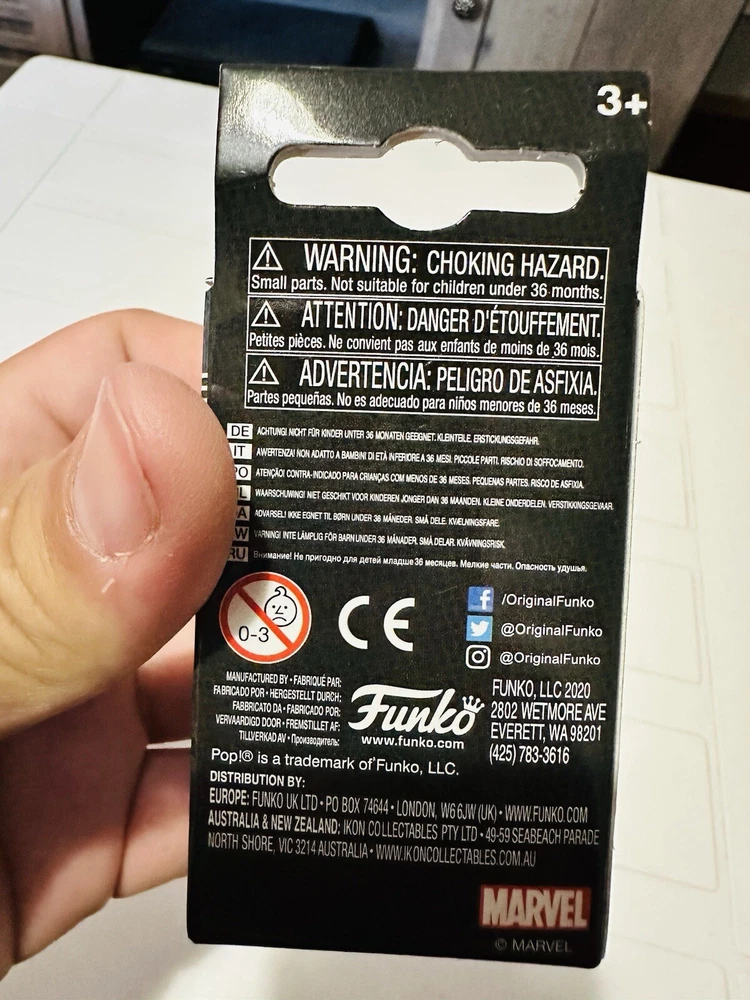 3+
⚠ WARNING: CHOKING HAZARD.
Small parts. Not suitable for children under 36 months.
⚠ ATTENTION: DANGER D'ÉTOUFFEMENT.
Petites pièces. Ne convient pas aux enfants de moins de 36 mois.
⚠ ADVERTENCIA: PELIGRO DE ASFIXIA.
Partes pequeñas. No es adecuado para niños menores de 36 meses.
DE ACHTUNG! NICHT FÜR KINDER UNTER 36 MONATEN GEEIGNET. KLEINTEILE. ERSTICKUNGSGEFAHR.
IT AWERTENZA! NON ADATTO A BAMBINI DI ETÀ INFERIORE A 36 MESI. PICCOLE PARTI. RISCHIO DI SOFFOCAMENTO.
ATENÇÃO! CONTRA-INDICADO PARA CRIANÇAS COM MENOS DE 36 MESES. PEQUENAS PARTES. RISCO DE ASFIXIA.
WAARSCHUWING! NIET GESCHIKT VOOR KINDEREN JONGER DAN 36 MAANDEN. KLEINE ONDERDELEN. VERSTIKKINGSGEVAAR.
ADVARSEL! IKKE EGNET TIL BØRN UNDER 36 MÅNEDER. SMÅ DELE. KVÆLNINGSFARE.
VARNING! INTE LÄMPLIG FÖR BARN UNDER 36 MÅNADER. SMÅ DELAR. KVÄVNINGSRISK.
RU Внимание! Не пригодно для детей младше 36 месяцев. Мелкие части. Опасность удушья.
0-3
CE
/OriginalFunko
@OriginalFunko
@OriginalFunko
MANUFACTURED BY • FABRIQUÉ PAR:
FABRICADO POR • HERGESTELLT DURCH:
FABBRICATO DA • FABRICADO POR:
VERVAARDIGD DOOR • FREMSTILLET AF:
TILLVERKAD AV • Производитель:
Funko
www.funko.com
FUNKO, LLC 2020
2802 WETMORE AVE
EVERETT, WA 98201
(425) 783-3616
Pop!® is a trademark of Funko, LLC.
DISTRIBUTION BY:
EUROPE: FUNKO UK LTD • PO BOX 74644 • LONDON, W6 6JW (UK) • WWW.FUNKO.COM
AUSTRALIA & NEW ZEALAND: IKON COLLECTABLES PTY LTD • 49-59 SEABEACH PARADE
NORTH SHORE, VIC 3214 AUSTRALIA • WWW.IKONCOLLECTABLES.COM.AU
MARVEL
© MARVEL